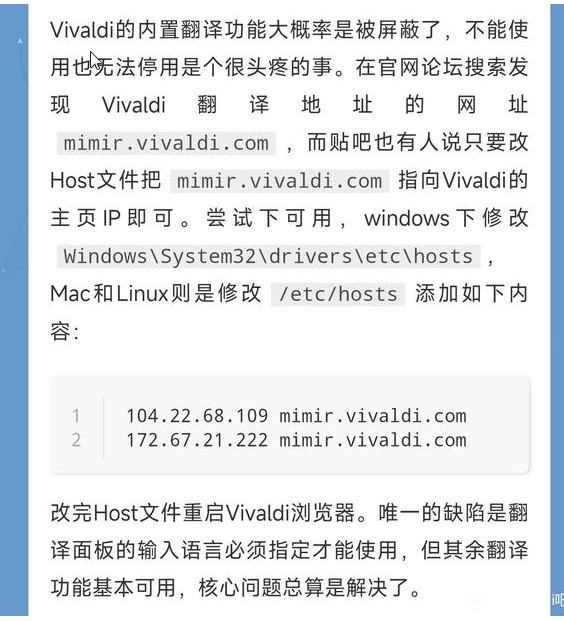 Vivaldi的内置翻译功能大概率是被屏蔽了，不能使
用也无法停用是个很头疼的事。在官网论坛搜索发
现 Vivaldi 翻译地址的网址
mimir.vivaldi.com ，而贴吧也有人说只要改
Host文件把 mimir.vivaldi.com 指向Vivaldi的
主页IP即可。尝试下可用，windows下修改
Windows\System32\drivers\etc\hosts ，
Mac和Linux则是修改 /etc/hosts 添加如下内
容：
1 104.22.68.109 mimir.vivaldi.com
2 172.67.21.222 mimir.vivaldi.com
改完Host文件重启Vivaldi浏览器。唯一的缺陷是翻
译面板的输入语言必须指定才能使用，但其余翻译
功能基本可用，核心问题总算是解决了。